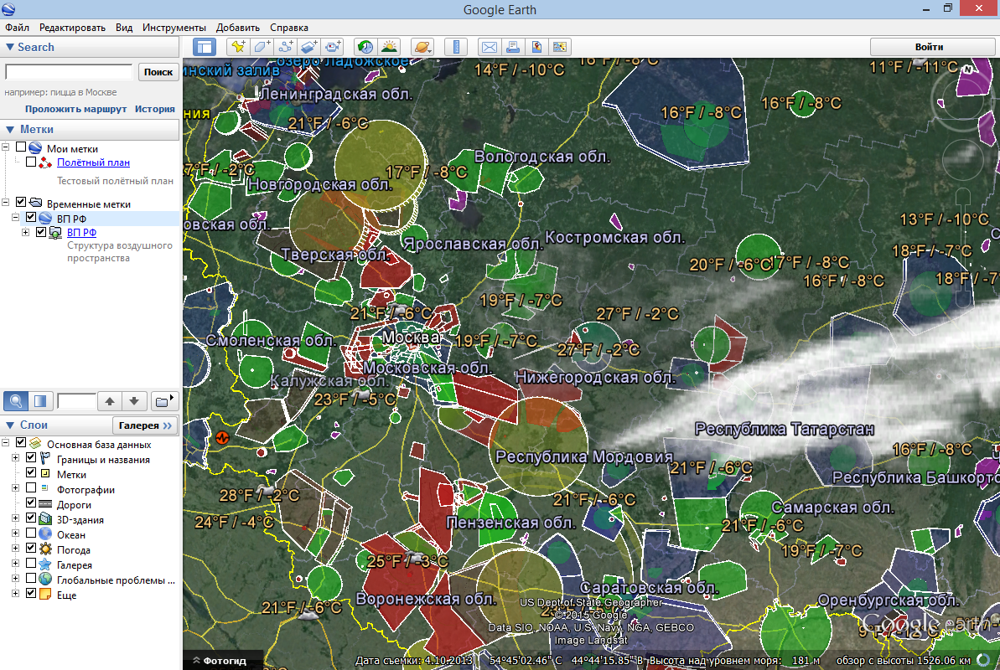 Google Earth
Файл Редактировать Вид Инструменты Добавить Справка
Search
Поиск
например: пицца в Москве
Проложить маршрут История
Метки
Мои метки
Полётный план
Тестовый полётный план
Временные метки
ВП РФ
ВП РФ
Структура воздушного
пространства
Слои
Галерея »
Основная база данных
Границы и названия
Метки
Фотографии
Дороги
3D-здания
Океан
Погода
Галерея
Глобальные проблемы ...
Еще
Войти
озеро Ладожское
инский залив
14°F / -10°C
16°F / -8°C
11°F / -11°C
N
Ленинградская обл.
16°F / -8°C
16°F / -8°C
ния
21°F / -6°C
Вологодская обл.
7°F / -2°C
17°F / -8°C
Новгородская обл.
овская обл.
13°F / -10°C
Ярославская обл.
Костромская обл.
Тверская обл.
18°F / -7°C
20°F / -6°C
17°F / -8°C
16°F / -8°C
18°F / -7
19°F / -7°C
21°F / -6°C
27°F / -2°C
Смоленская обл.
Москва
19°F / -7°C
27°F / -2°C
Московская обл.
Калужская обл.
Нижегородская обл.
23°F / -5°C
Республика Татарстан
16°F / -8°C
Республика Мордовия
21°F / -6°C
Республика Башкорто
28°F / -2°C
21°F / -6°C
Самарская обл.
24°F / -4°C
Пензенская обл.
21°F / -6°C
19°F / -7°C
25°F / -3°C
Саратовская обл.
Воронежская обл.
Оренбургская обл.
21°F / -6°C
US Dept of State Geographer
© 2015 Google
Data SIO, NOAA, U.S. Navy, NGA, GEBCO
Image Landsat
Google earth
9°F / -12°C
Фотогид
Дата съемки: 4.10.2013 54°45'02.46" С 44°44'15.85" В Высота над уровнем моря: 181 м обзор с высоты 1526.06 км